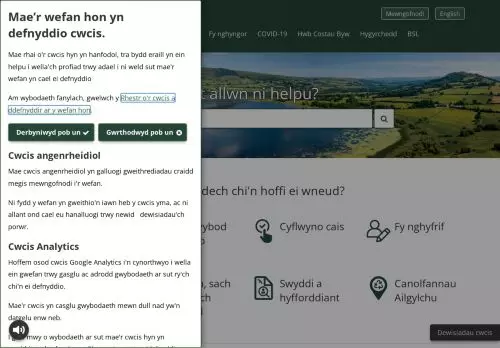 Mae'r wefan hon yn
defnyddio cwcis.
Mae rhai o'r cwcis hyn yn hanfodol, tra bydd eraill yn ein
helpu i wella'ch profiad trwy adael i ni weld sut mae'r
wefan yn cael ei defnyddio
Am wybodaeth fanylach, gwelwch y Rhestr o'r cwcis a
ddefnyddir ar y wefan hon.
Derbyniwyd pob un
Gwrthodwyd pob un
Cwcis angenrheidiol
Mae cwcis angenrheidiol yn galluogi gweithrediadau craidd
megis mewngofnodi i'r wefan.
Ni fydd y wefan yn gweithio'n iawn heb y cwcis yma, ac ni
allant ond cael eu hanalluogi trwy newid dewisiadau'ch
porwr.
Cwcis Analytics
Hoffem osod cwcis Google Analytics i'n cynorthwyo i wella
ein gwefan trwy gasglu ac adrodd gwybodaeth ar sut ry'ch
chi'n ei defnyddio.
Mae'r cwcis yn casglu gwybodaeth mewn dull nad yw'n
datgelu enw neb.
I gael mwy o wybodaeth ar sut mae'r cwcis hyn yn
Mewngofnodi
English
Fy nghyngor
COVID-19
Hwb Costau Byw
Hygyrchedd
BSL
t allwn ni helpu?
dech chi'n hoffi ei wneud?
Cyflwyno cais
Fy nghyfrif
, sach
Swyddi a
hyfforddiant
Canolfannau
Ailgylchu
Dewisiadau cwcis